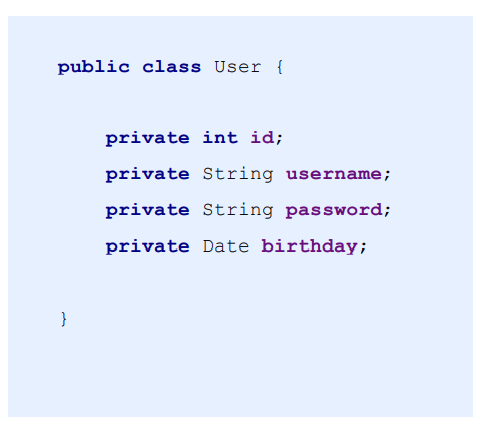 public class User {
private int id;
private String username;
private String password;
private Date birthday;
}